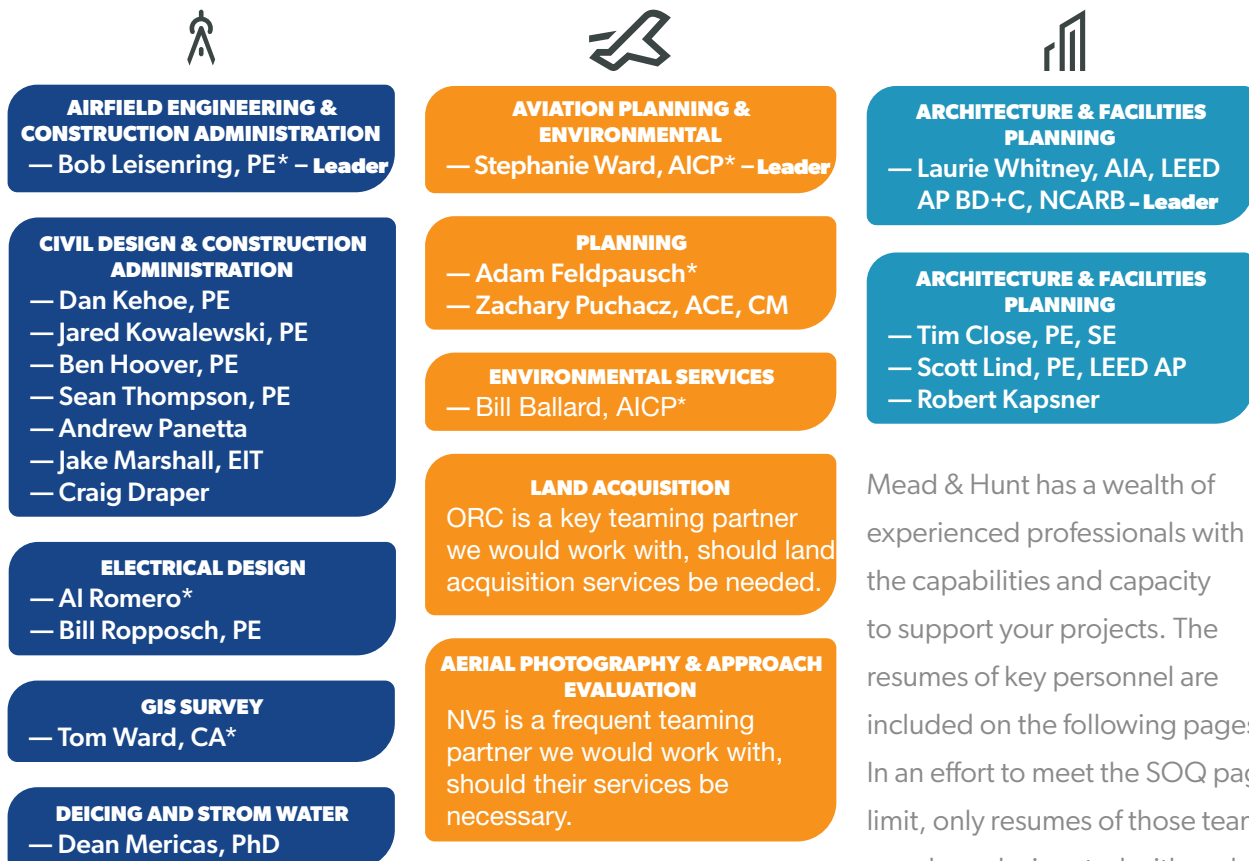 AIRFIELD ENGINEERING &
CONSTRUCTION ADMINISTRATION
— Bob Leisenring, PE* – Leader
CIVIL DESIGN & CONSTRUCTION
ADMINISTRATION
— Dan Kehoe, PE
— Jared Kowalewski, PE
— Ben Hoover, PE
— Sean Thompson, PE
— Andrew Panetta
— Jake Marshall, EIT
— Craig Draper
ELECTRICAL DESIGN
— Al Romero*
— Bill Ropposch, PE
GIS SURVEY
— Tom Ward, CA*
DEICING AND STROM WATER
— Dean Mericas, PhD
AVIATION PLANNING &
ENVIRONMENTAL
— Stephanie Ward, AICP* – Leader
PLANNING
— Adam Feldpausch*
— Zachary Puchacz, ACE, CM
ENVIRONMENTAL SERVICES
— Bill Ballard, AICP*
LAND ACQUISITION
ORC is a key teaming partner
we would work with, should land
acquisition services be needed.
AERIAL PHOTOGRAPHY & APPROACH
EVALUATION
NV5 is a frequent teaming
partner we would work with,
should their services be
necessary.
ARCHITECTURE & FACILITIES
PLANNING
— Laurie Whitney, AIA, LEED
AP BD+C, NCARB – Leader
ARCHITECTURE & FACILITIES
PLANNING
— Tim Close, PE, SE
— Scott Lind, PE, LEED AP
— Robert Kapsner
Mead & Hunt has a wealth of
experienced professionals with
the capabilities and capacity
to support your projects. The
resumes of key personnel are
included on the following pages
In an effort to meet the SOQ
limit, only resumes of those